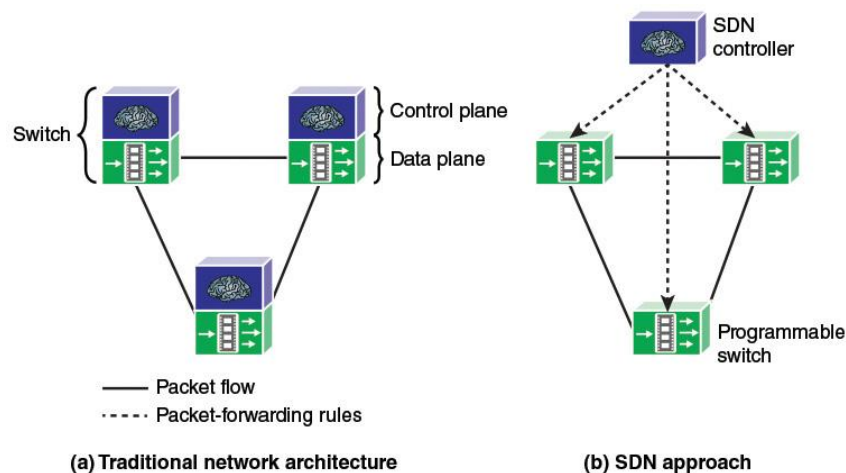 SDN
controller
Switch
Control plane
Data plane
Programmable
switch
Packet flow
Packet-forwarding rules
(a) Traditional network architecture
(b) SDN approach